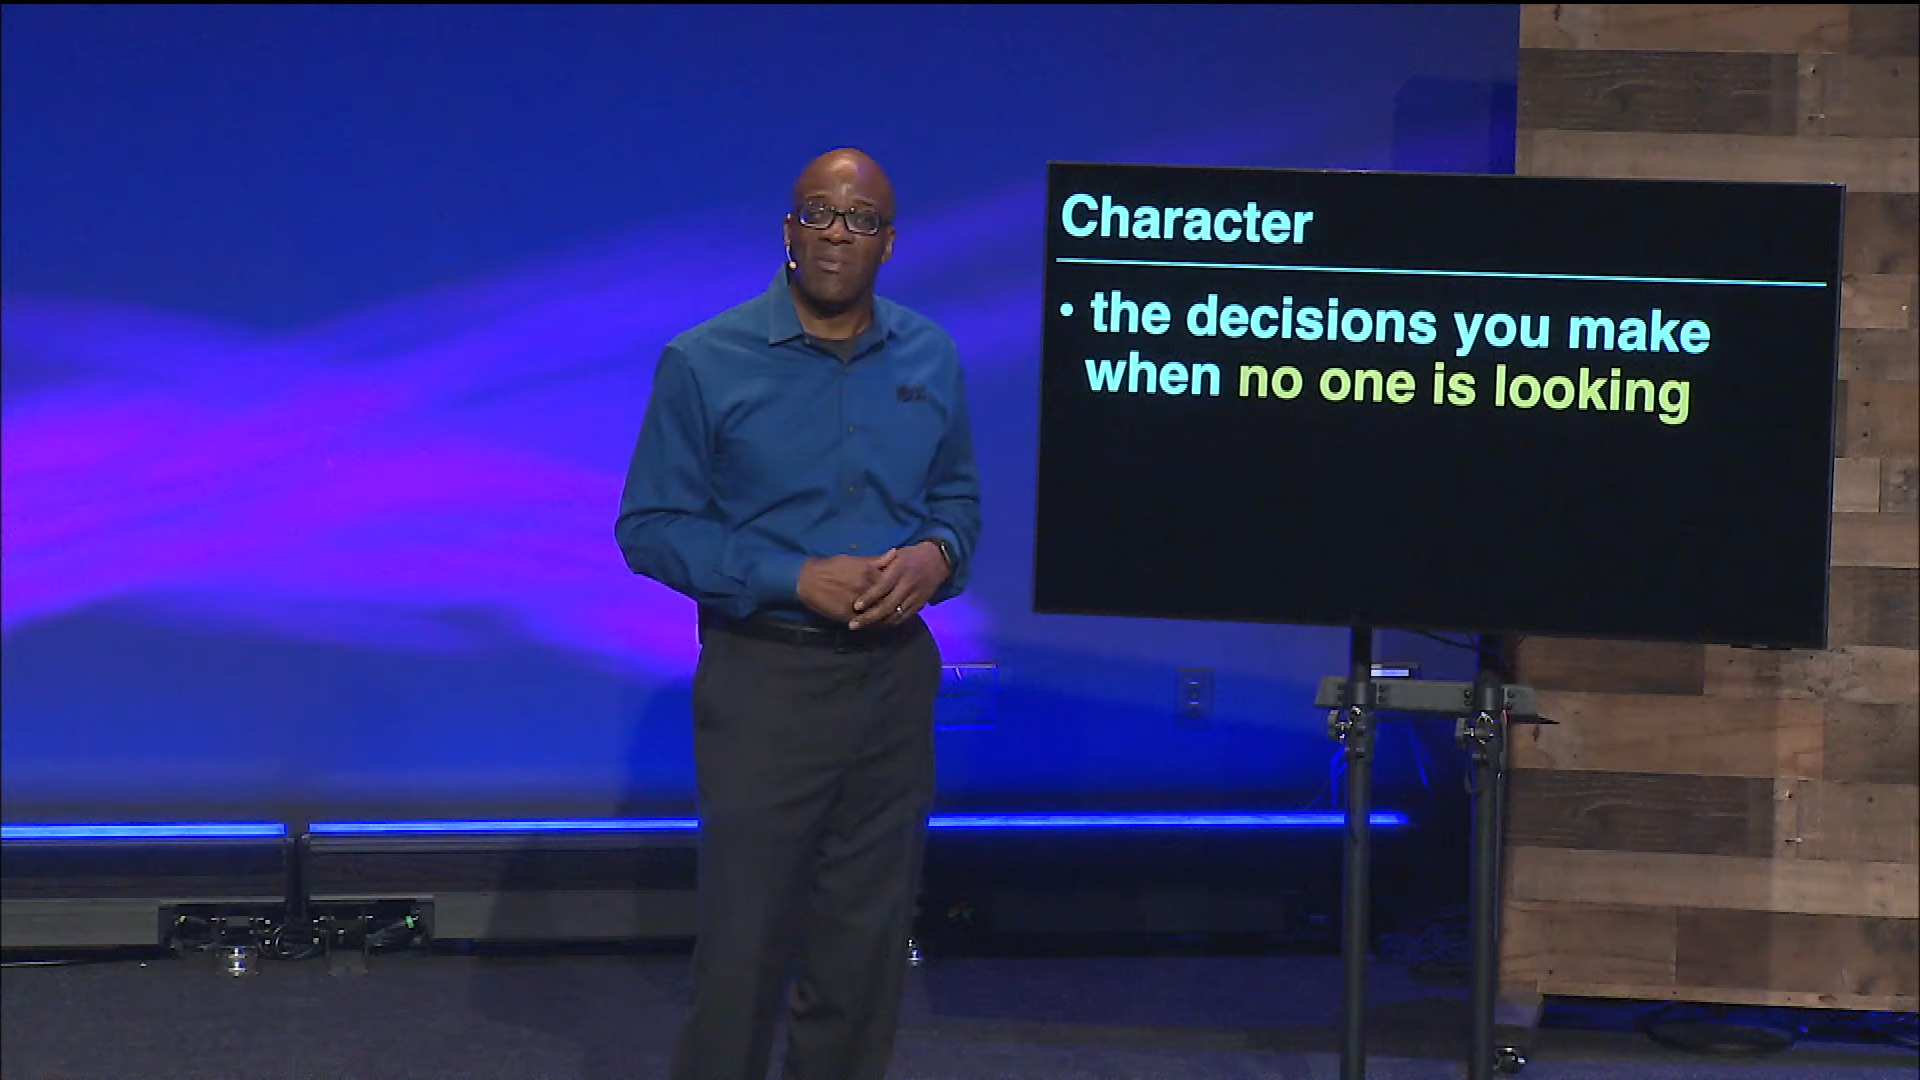 Character
• the decisions you make
when no one is looking